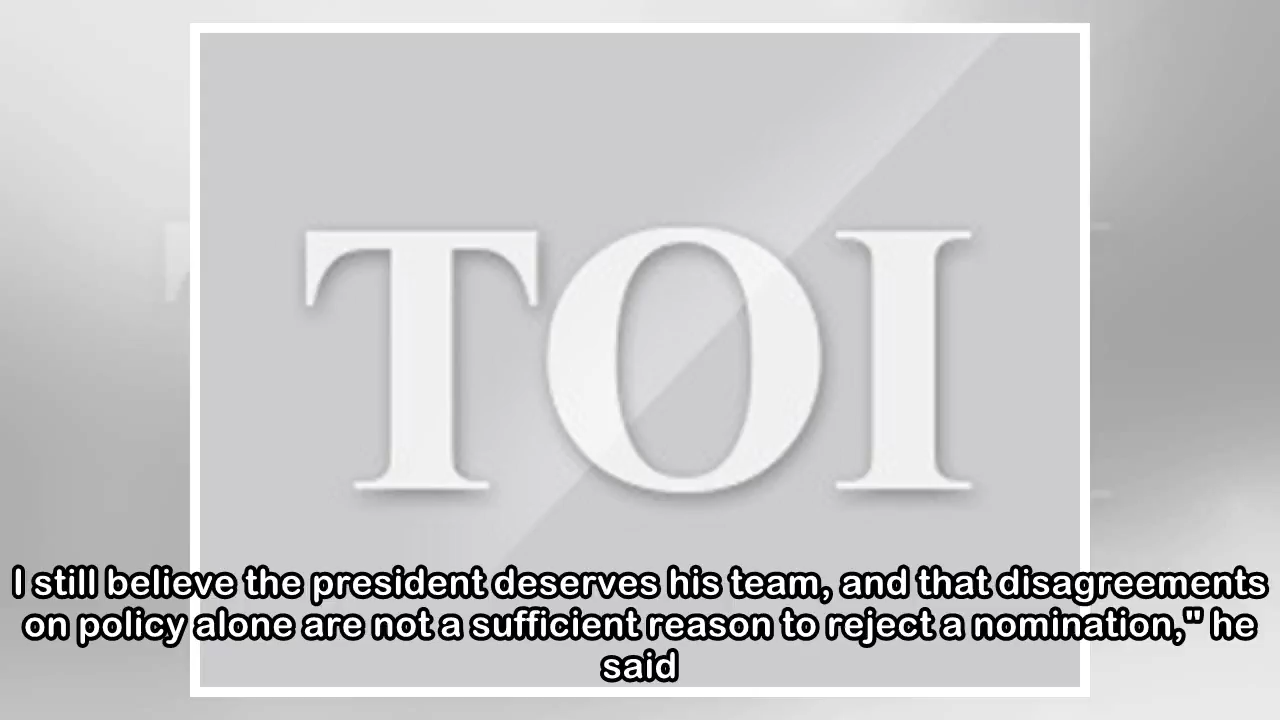 TOI
I still believe the president deserves his team, and that disagreements
on policy alone are not a sufficient reason to reject a nomination," he
said